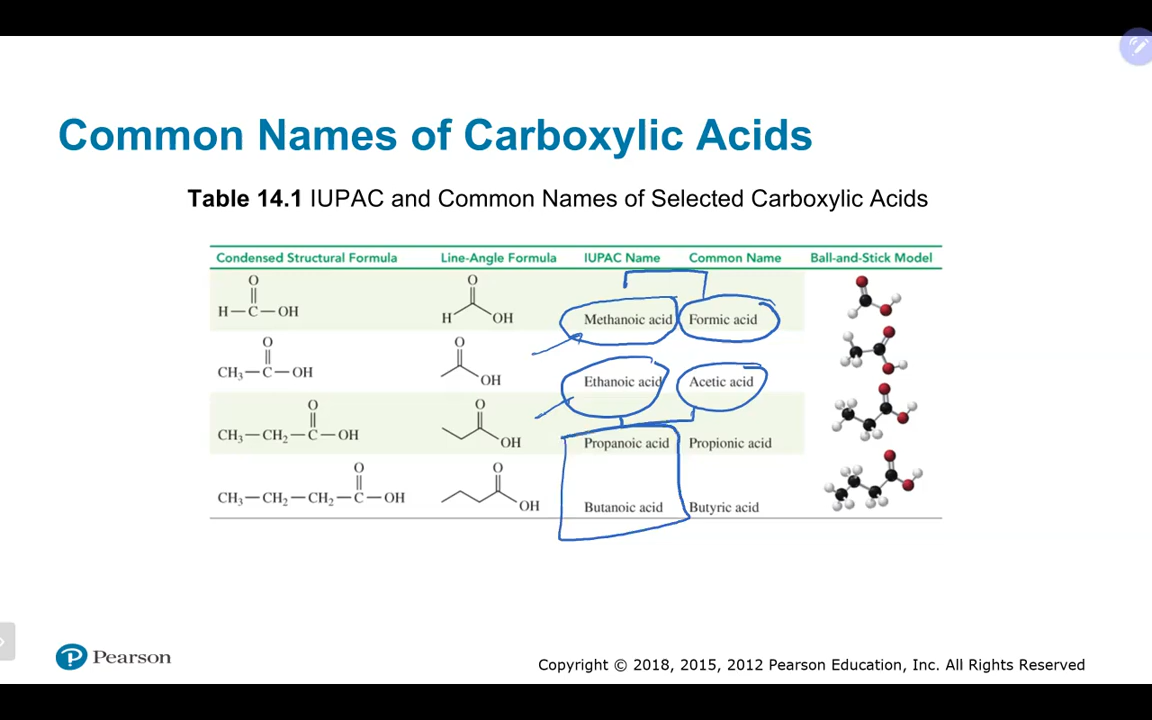 Common Names of Carboxylic Acids
Table 14.1 IUPAC and Common Names of Selected Carboxylic Acids
Condensed Structural Formula Line-Angle Formula IUPAC Name Common Name Ball-and-Stick Model
O O
H—C—OH H OH Methanoic acid Formic acid
O O
CH₃—C—OH OH Ethanoic acid Acetic acid
O O
CH₃—CH₂—C—OH OH Propanoic acid Propionic acid
O O
CH₃—CH₂—CH₂—C—OH OH Butanoic acid Butyric acid
P Pearson
Copyright © 2018, 2015, 2012 Pearson Education, Inc. All Rights Reserved